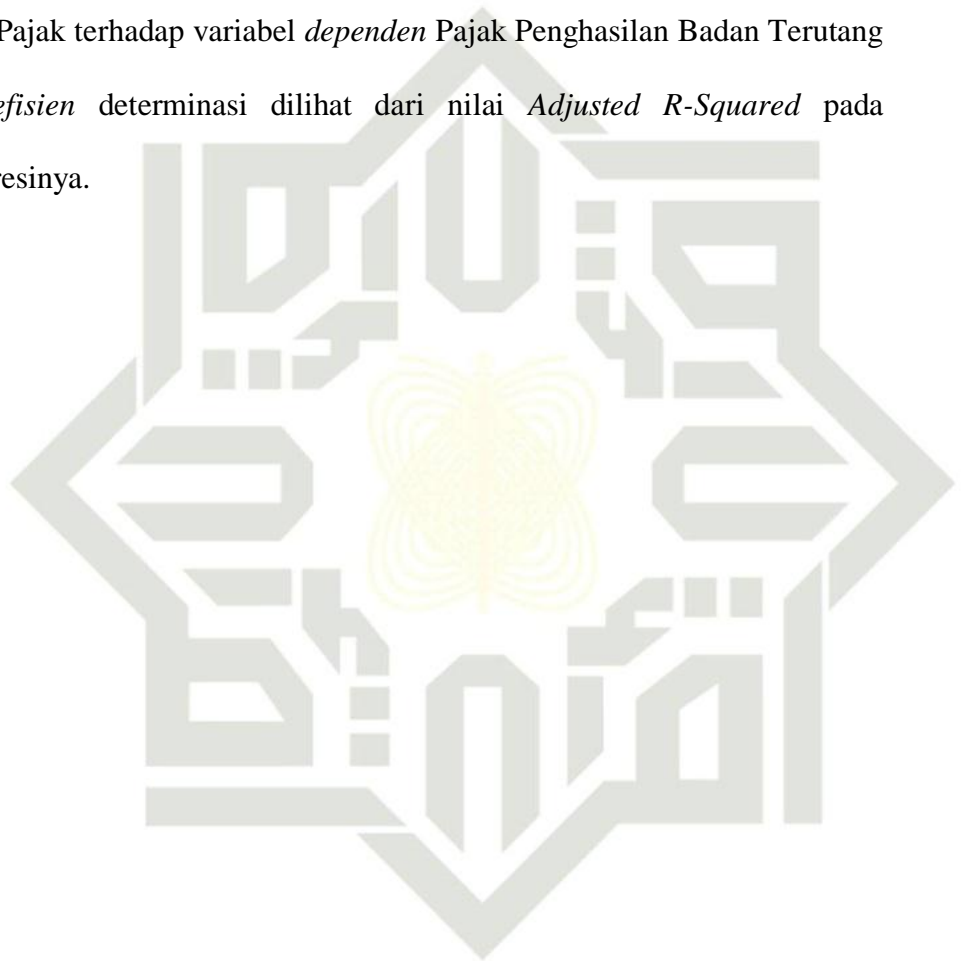 Pajak terhadap variabel dependen Pajak Penghasilan Badan Terutang
efisien determinasi dilihat dari nilai Adjusted R-Squared pada
resinya.